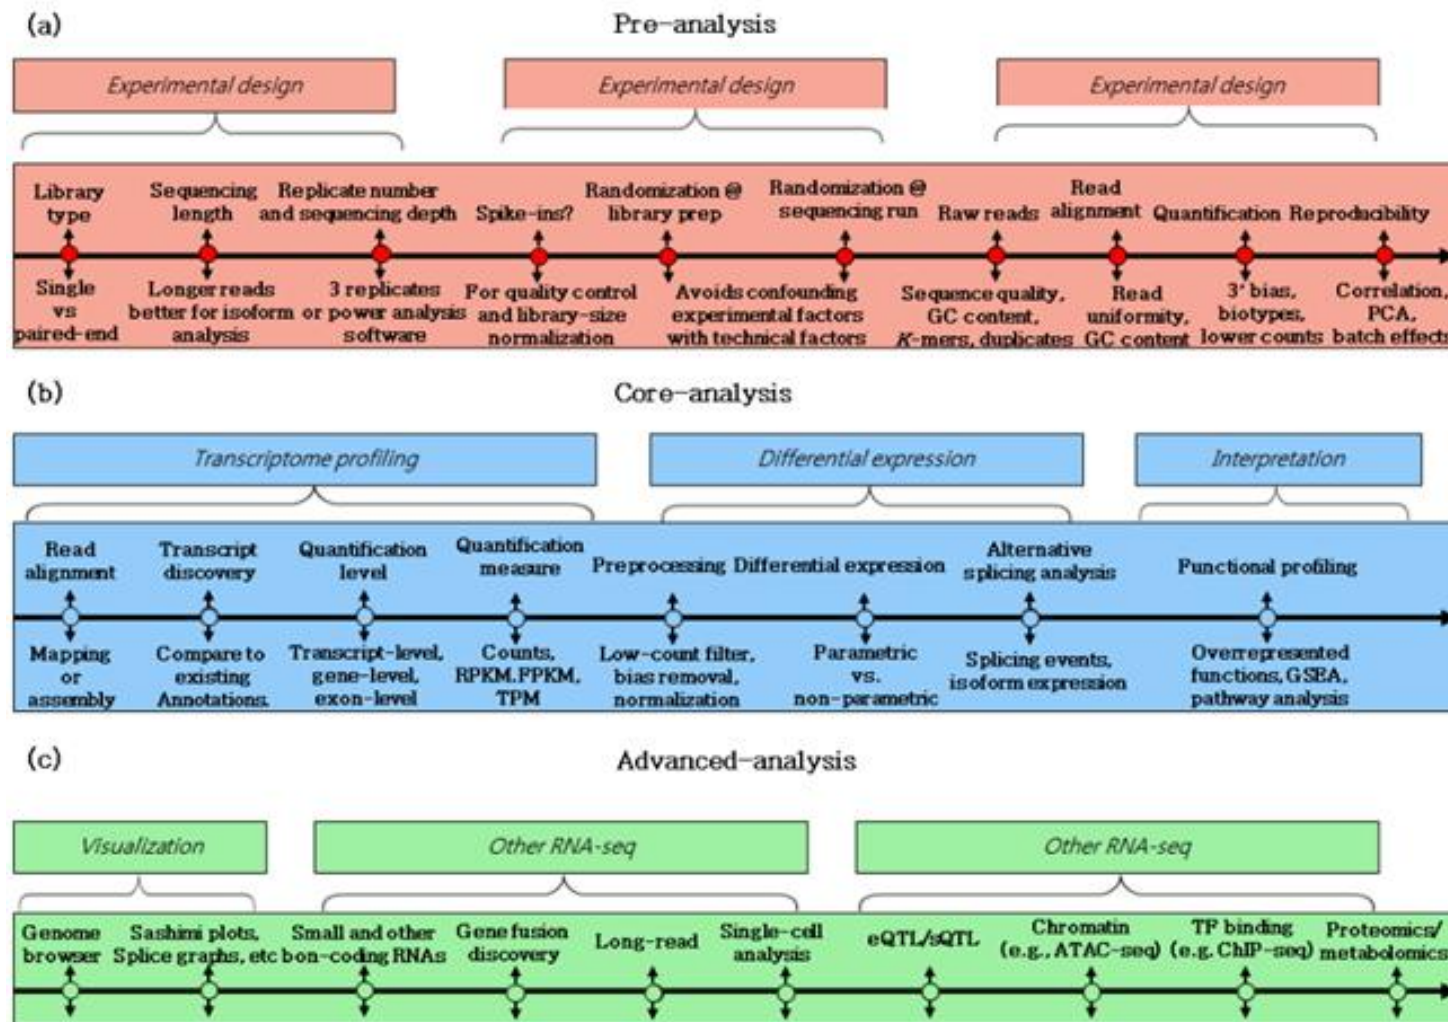 (a)
Pre-analysis
Experimental design
Experimental design
Experimental design
Library
type
Sequencing
length
Replicate number
and sequencing depth
Spike-ins?
Randomization @
library prep
Randomization @
sequencing run
Raw reads
Read
alignment
Quantification
Reproducibility
Single
vs
paired-end
Longer reads
better for isoform
analysis
3 replicates
or power analysis
software
For quality control
and library-size
normalization
Avoids confounding
experimental factors
with technical factors
Sequence quality,
GC content,
K-mers, duplicates
Read
uniformity,
GC content
3' bias,
biotypes,
lower counts
Correlation,
PCA,
batch effects
(b)
Core-analysis
Transcriptome profiling
Differential expression
Interpretation
Read
alignment
Transcript
discovery
Quantification
level
Quantification
measure
Preprocessing
Differential expression
Alternative
splicing analysis
Functional profiling
Mapping
or
assembly
Compare to
existing
Annotations.
Transcript-level,
gene-level,
exon-level
Counts,
RPKM.FPKM,
TPM
Low-count filter,
bias removal,
normalization
Parametric
vs.
non-parametric
Splicing events,
isoform expression
Overrepresented
functions, GSEA,
pathway analysis
(c)
Advanced-analysis
Visualization
Other RNA-seq
Other RNA-seq
Genome
browser
Sashimi plots,
Splice graphs, etc
Small and other
bon-coding RNAs
Gene fusion
discovery
Long-read
Single-cell
analysis
eQTL/sQTL
Chromatin
(e.g., ATAC-seq)
TF binding
(e.g. ChIP-seq)
Proteomics/
metabolomics